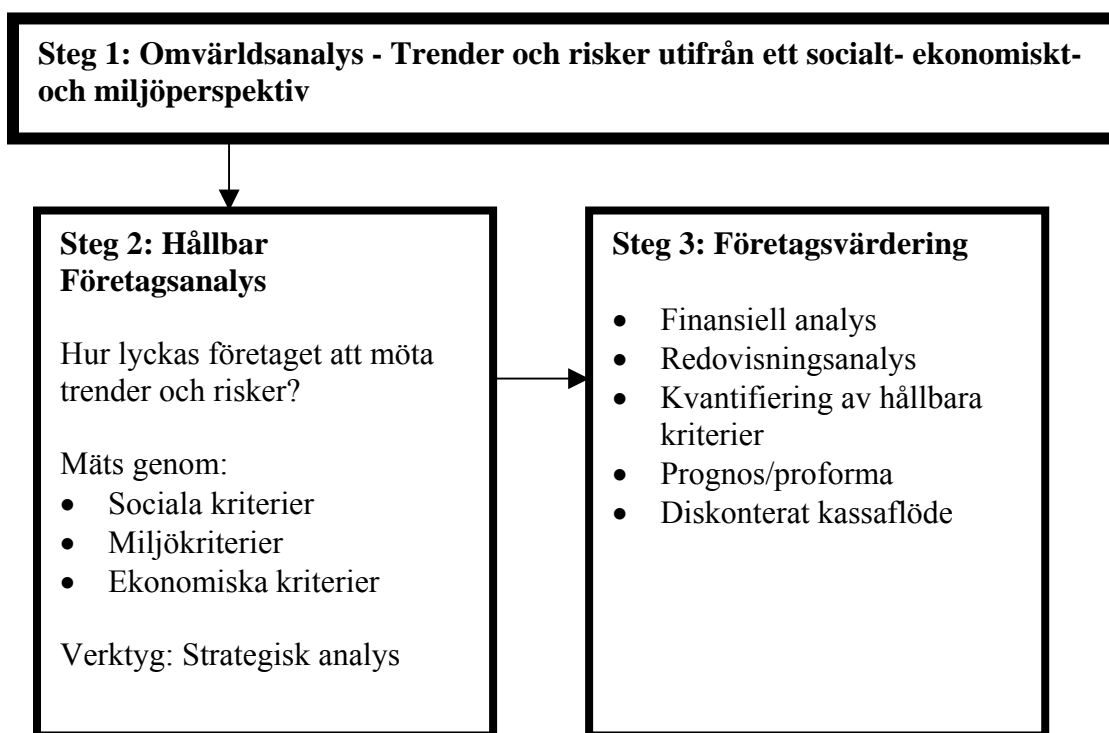 Steg 1: Omvärldsanalys - Trender och risker utifrån ett socialt- ekonomiskt-
och miljöperspektiv
Steg 2: Hållbar
Företagsanalys
Hur lyckas företaget att möta
trender och risker?
Mäts genom:
• Sociala kriterier
• Miljökriterier
• Ekonomiska kriterier
Verktyg: Strategisk analys
Steg 3: Företagsvärdering
• Finansiell analys
• Redovisningsanalys
• Kvantifiering av hållbara
kriterier
• Prognos/proforma
• Diskonterat kassaflöde